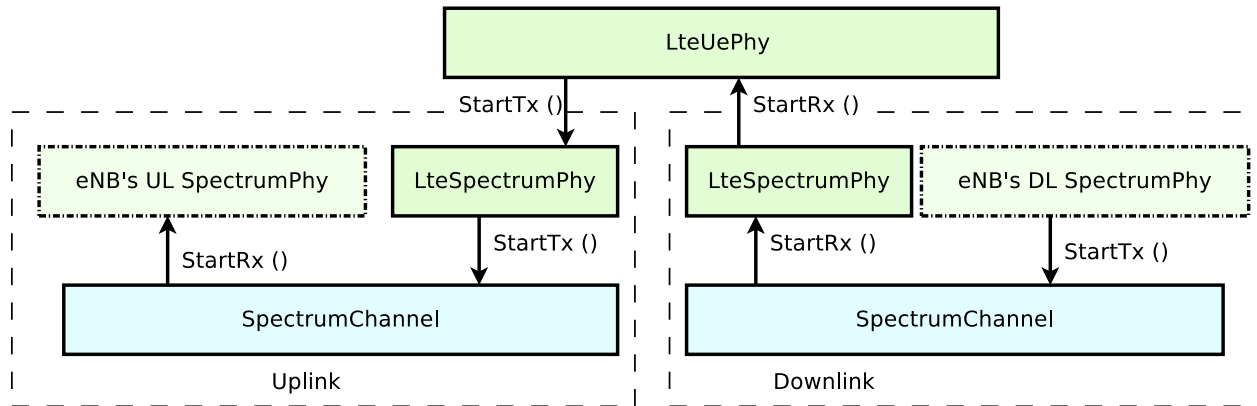 LteUePhy
StartTx ()
StartRx ()
eNB's UL SpectrumPhy
LteSpectrumPhy
LteSpectrumPhy
eNB's DL SpectrumPhy
StartRx ()
StartTx ()
StartRx ()
StartTx ()
SpectrumChannel
SpectrumChannel
Uplink
Downlink